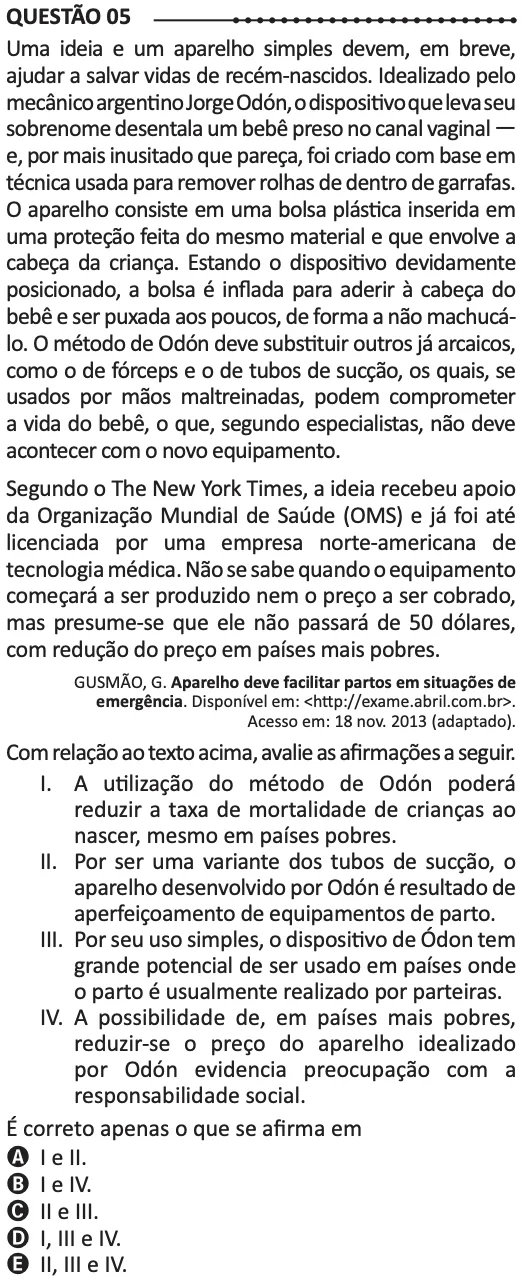 QUESTÃO 05
Uma ideia e um aparelho simples devem, em breve,
ajudar a salvar vidas de recém-nascidos. Idealizado pelo
mecânico argentino Jorge Odón, o dispositivo que leva seu
sobrenome desentala um bebê preso no canal vaginal —
e, por mais inusitado que pareça, foi criado com base em
técnica usada para remover rolhas de dentro de garrafas.
O aparelho consiste em uma bolsa plástica inserida em
uma proteção feita do mesmo material e que envolve a
cabeça da criança. Estando o dispositivo devidamente
posicionado, a bolsa é inflada para aderir à cabeça do
bebê e ser puxada aos poucos, de forma a não machucá-
lo. O método de Odón deve substituir outros já arcaicos,
como o de fórceps e o de tubos de sucção, os quais, se
usados por mãos maltreinadas, podem comprometer
a vida do bebê, o que, segundo especialistas, não deve
acontecer com o novo equipamento.
Segundo o The New York Times, a ideia recebeu apoio
da Organização Mundial de Saúde (OMS) e já foi até
licenciada por uma empresa norte-americana de
tecnologia médica. Não se sabe quando o equipamento
começará a ser produzido nem o preço a ser cobrado,
mas presume-se que ele não passará de 50 dólares,
com redução do preço em países mais pobres.
GUSMÃO, G. Aparelho deve facilitar partos em situações de
emergência. Disponível em: <http://exame.abril.com.br>.
Acesso em: 18 nov. 2013 (adaptado).
Com relação ao texto acima, avalie as afirmações a seguir.
I. A utilização do método de Odón poderá
reduzir a taxa de mortalidade de crianças ao
nascer, mesmo em países pobres.
II. Por ser uma variante dos tubos de sucção, o
aparelho desenvolvido por Odón é resultado de
aperfeiçoamento de equipamentos de parto.
III. Por seu uso simples, o dispositivo de Ódon tem
grande potencial de ser usado em países onde
o parto é usualmente realizado por parteiras.
IV. A possibilidade de, em países mais pobres,
reduzir-se o preço do aparelho idealizado
por Odón evidencia preocupação com a
responsabilidade social.
É correto apenas o que se afirma em
A I e II.
B I e IV.
C II e III.
D I, III e IV.
E II, III e IV.